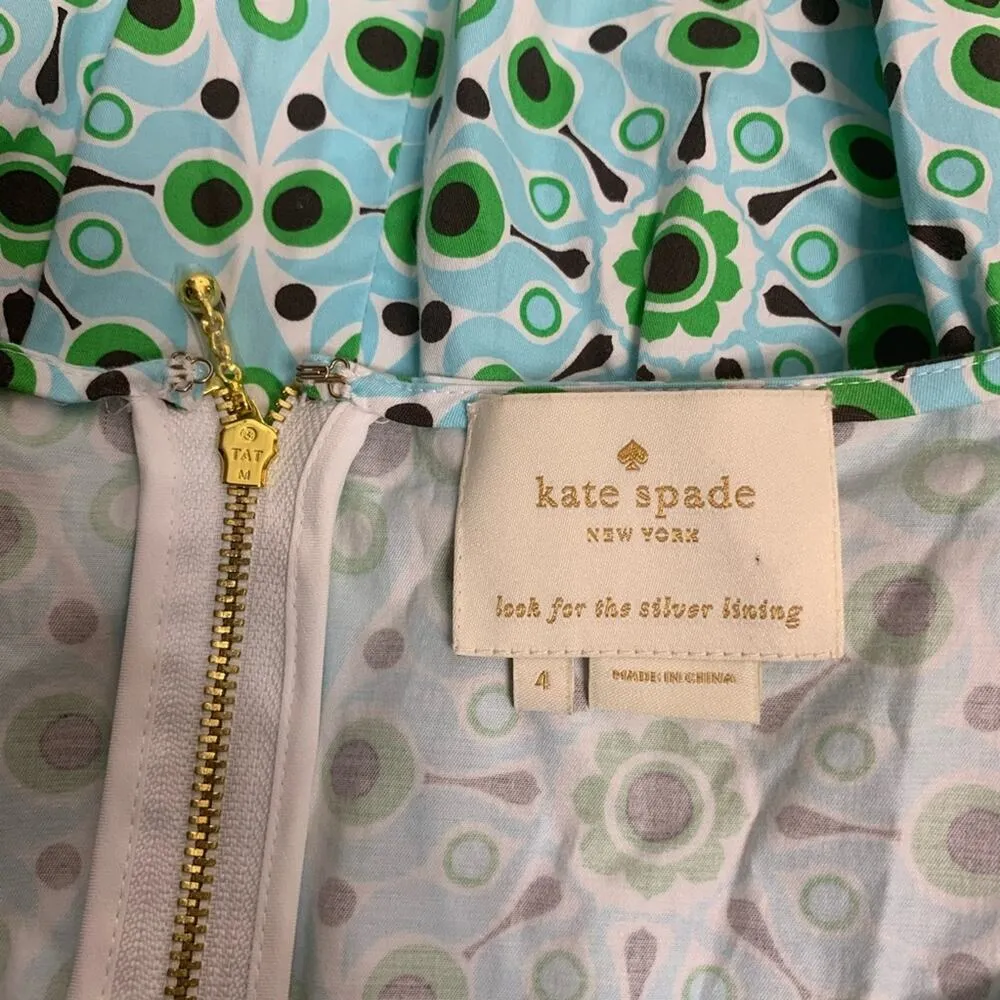 TAT
M
kate spade
NEW YORK
look for the silver lining
4
MADE IN CHINA